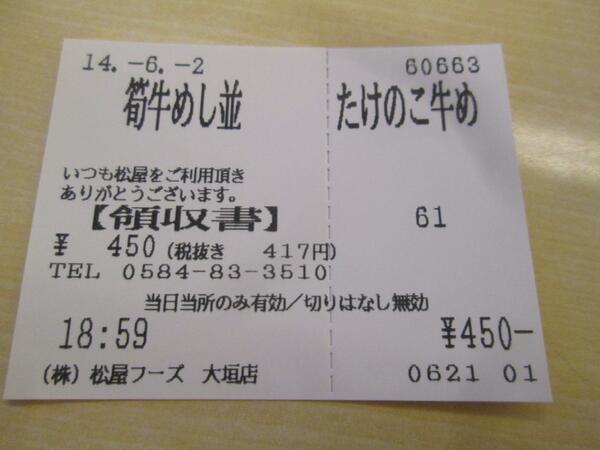 14.-6.-2 60663
筍牛めし並 たけのこ牛め
いつも松屋をご利用頂き
ありがとうございます。
【領収書】 61
¥ 450(税抜き 417円)
TEL 0584-83-3510
当日当所のみ有効/切りはなし無効
18:59 ¥450-
(株)松屋フーズ 大垣店 0621 01